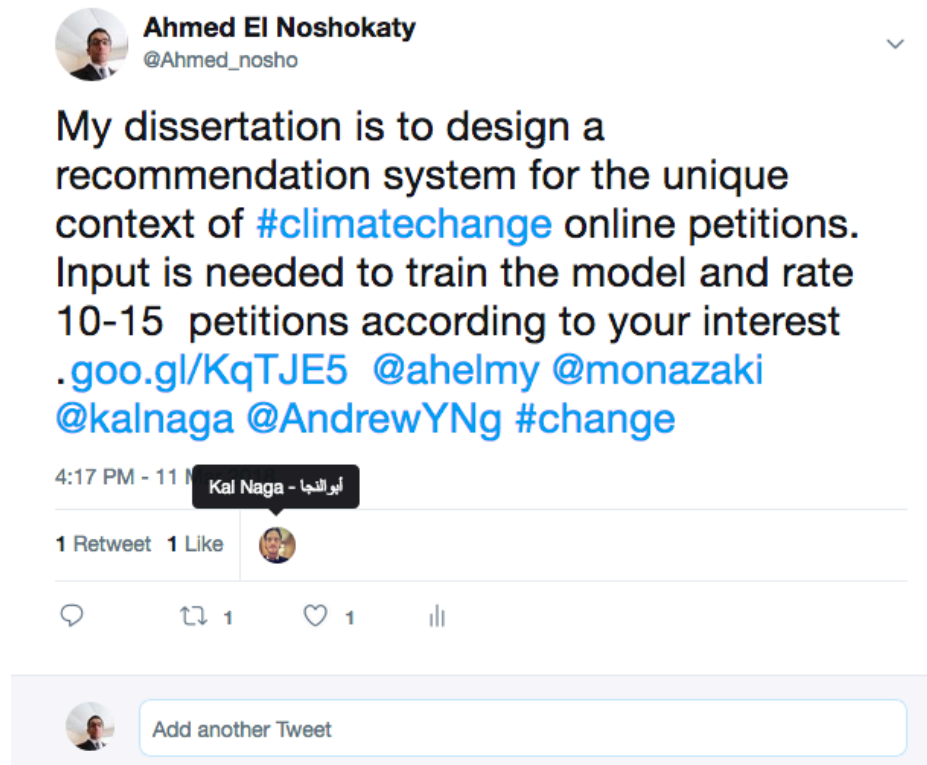 Ahmed El Noshokaty
@Ahmed_nosho
My dissertation is to design a
recommendation system for the unique
context of #climatechange online petitions.
Input is needed to train the model and rate
10-15 petitions according to your interest
.goo.gl/KqTJE5 @ahelmy @monazaki
@kalnaga @AndrewYNg #change
4:17 PM - 11
Kal Naga - أبو النجا
1 Retweet 1 Like
1 1
Add another Tweet